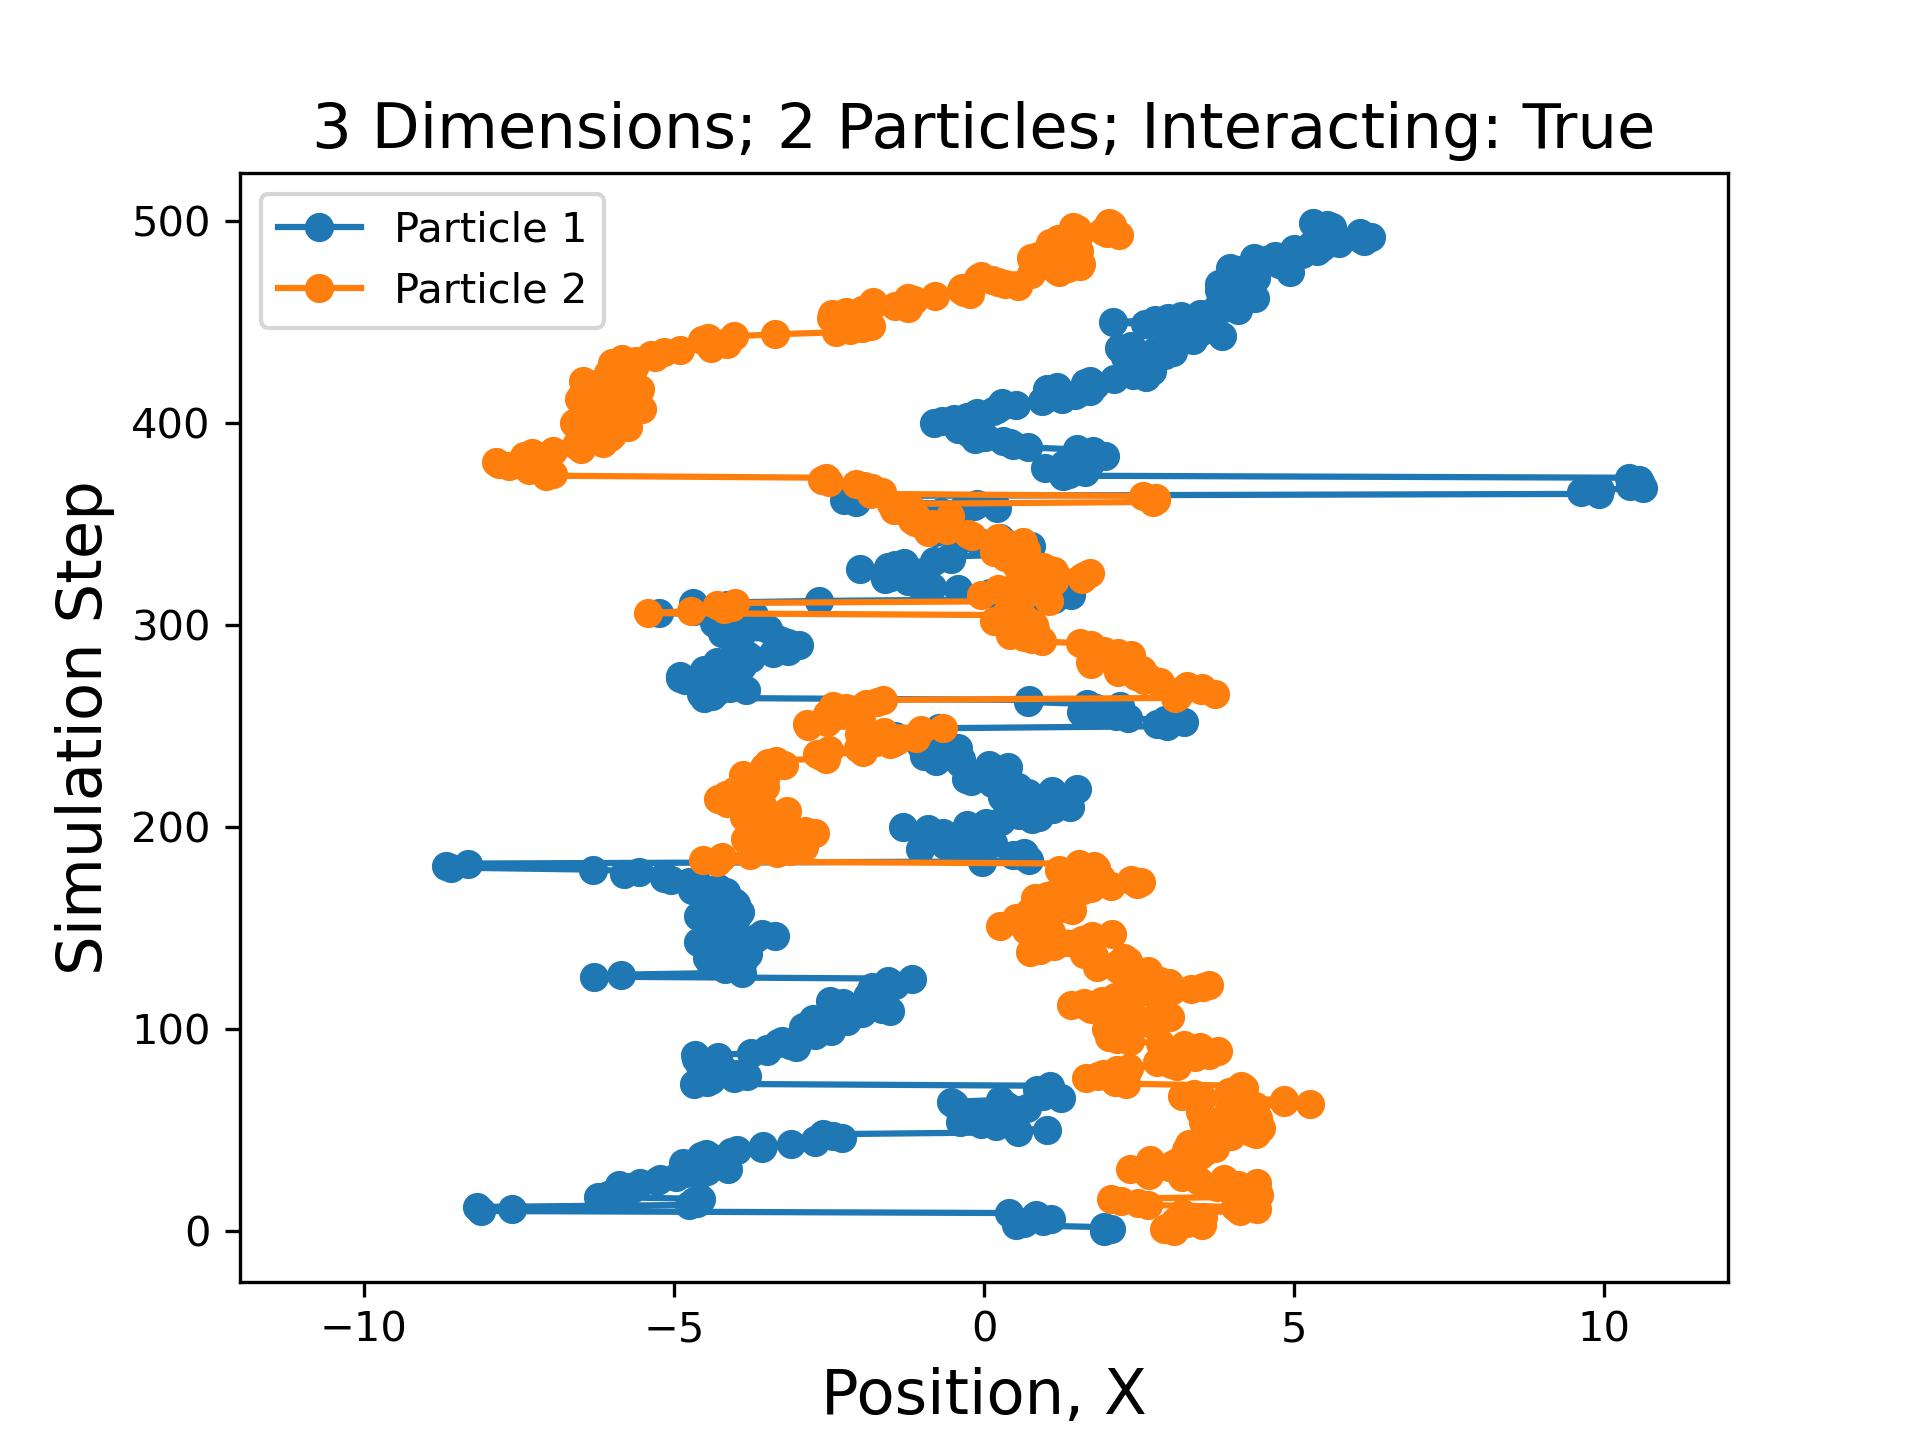 3 Dimensions; 2 Particles; Interacting: True
Particle 1
Particle 2
500
400
300
200
100
0
Simulation Step
−10
−5
0
5
10
Position, X